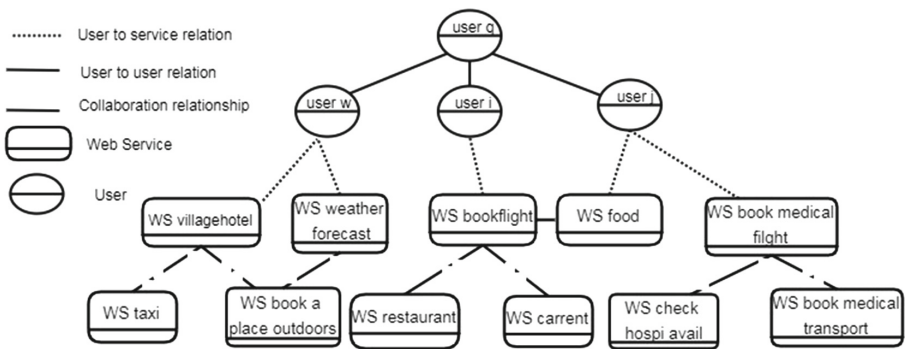 user q
User to service relation
User to user relation
Collaboration relationship
Web Service
User
user w
user i
user j
WS villagehotel
WS weather
forecast
WS bookflight
WS food
WS book medical
filght
WS taxi
WS book a
place outdoors
WS restaurant
WS carrent
WS check
hospi avail
WS book medical
transport